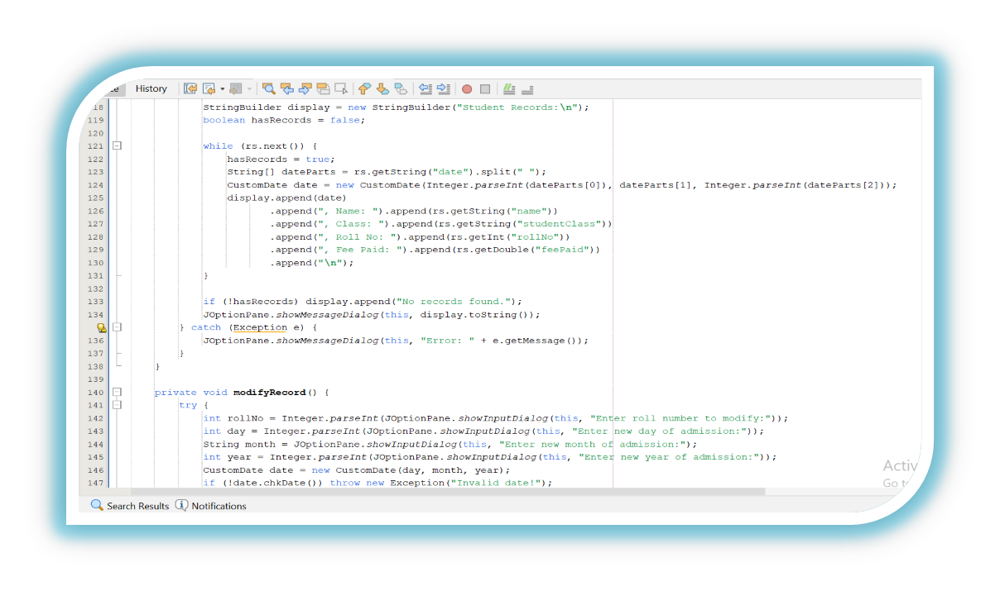 History
18 StringBuilder display = new StringBuilder("Student Records:\n");
119 boolean hasRecords = false;
120
121 while (rs.next()) {
122 hasRecords = true;
123 String[] dateParts = rs.getString("date").split(" ");
124 CustomDate date = new CustomDate(Integer.parseInt(dateParts[0]), dateParts[1], Integer.parseInt(dateParts[2]));
125 display.append(date)
126 .append(", Name: ").append(rs.getString("name"))
127 .append(", Class: ").append(rs.getString("studentClass"))
128 .append(", Roll No: ").append(rs.getInt("rollNo"))
129 .append(", Fee Paid: ").append(rs.getDouble("feePaid"))
130 .append("\n");
131 }
132
133 if (!hasRecords) display.append("No records found.");
134 JOptionPane.showMessageDialog(this, display.toString());
} catch (Exception e) {
136 JOptionPane.showMessageDialog(this, "Error: " + e.getMessage());
137 }
138 }
139
140 private void modifyRecord() {
141 try {
142 int rollNo = Integer.parseInt(JOptionPane.showInputDialog(this, "Enter roll number to modify:"));
143 int day = Integer.parseInt(JOptionPane.showInputDialog(this, "Enter new day of admission:"));
144 String month = JOptionPane.showInputDialog(this, "Enter new month of admission:");
145 int year = Integer.parseInt(JOptionPane.showInputDialog(this, "Enter new year of admission:"));
146 CustomDate date = new CustomDate(day, month, year);
147 if (!date.chkDate()) throw new Exception("Invalid date!");
Activ
Go t
Search Results Notifications